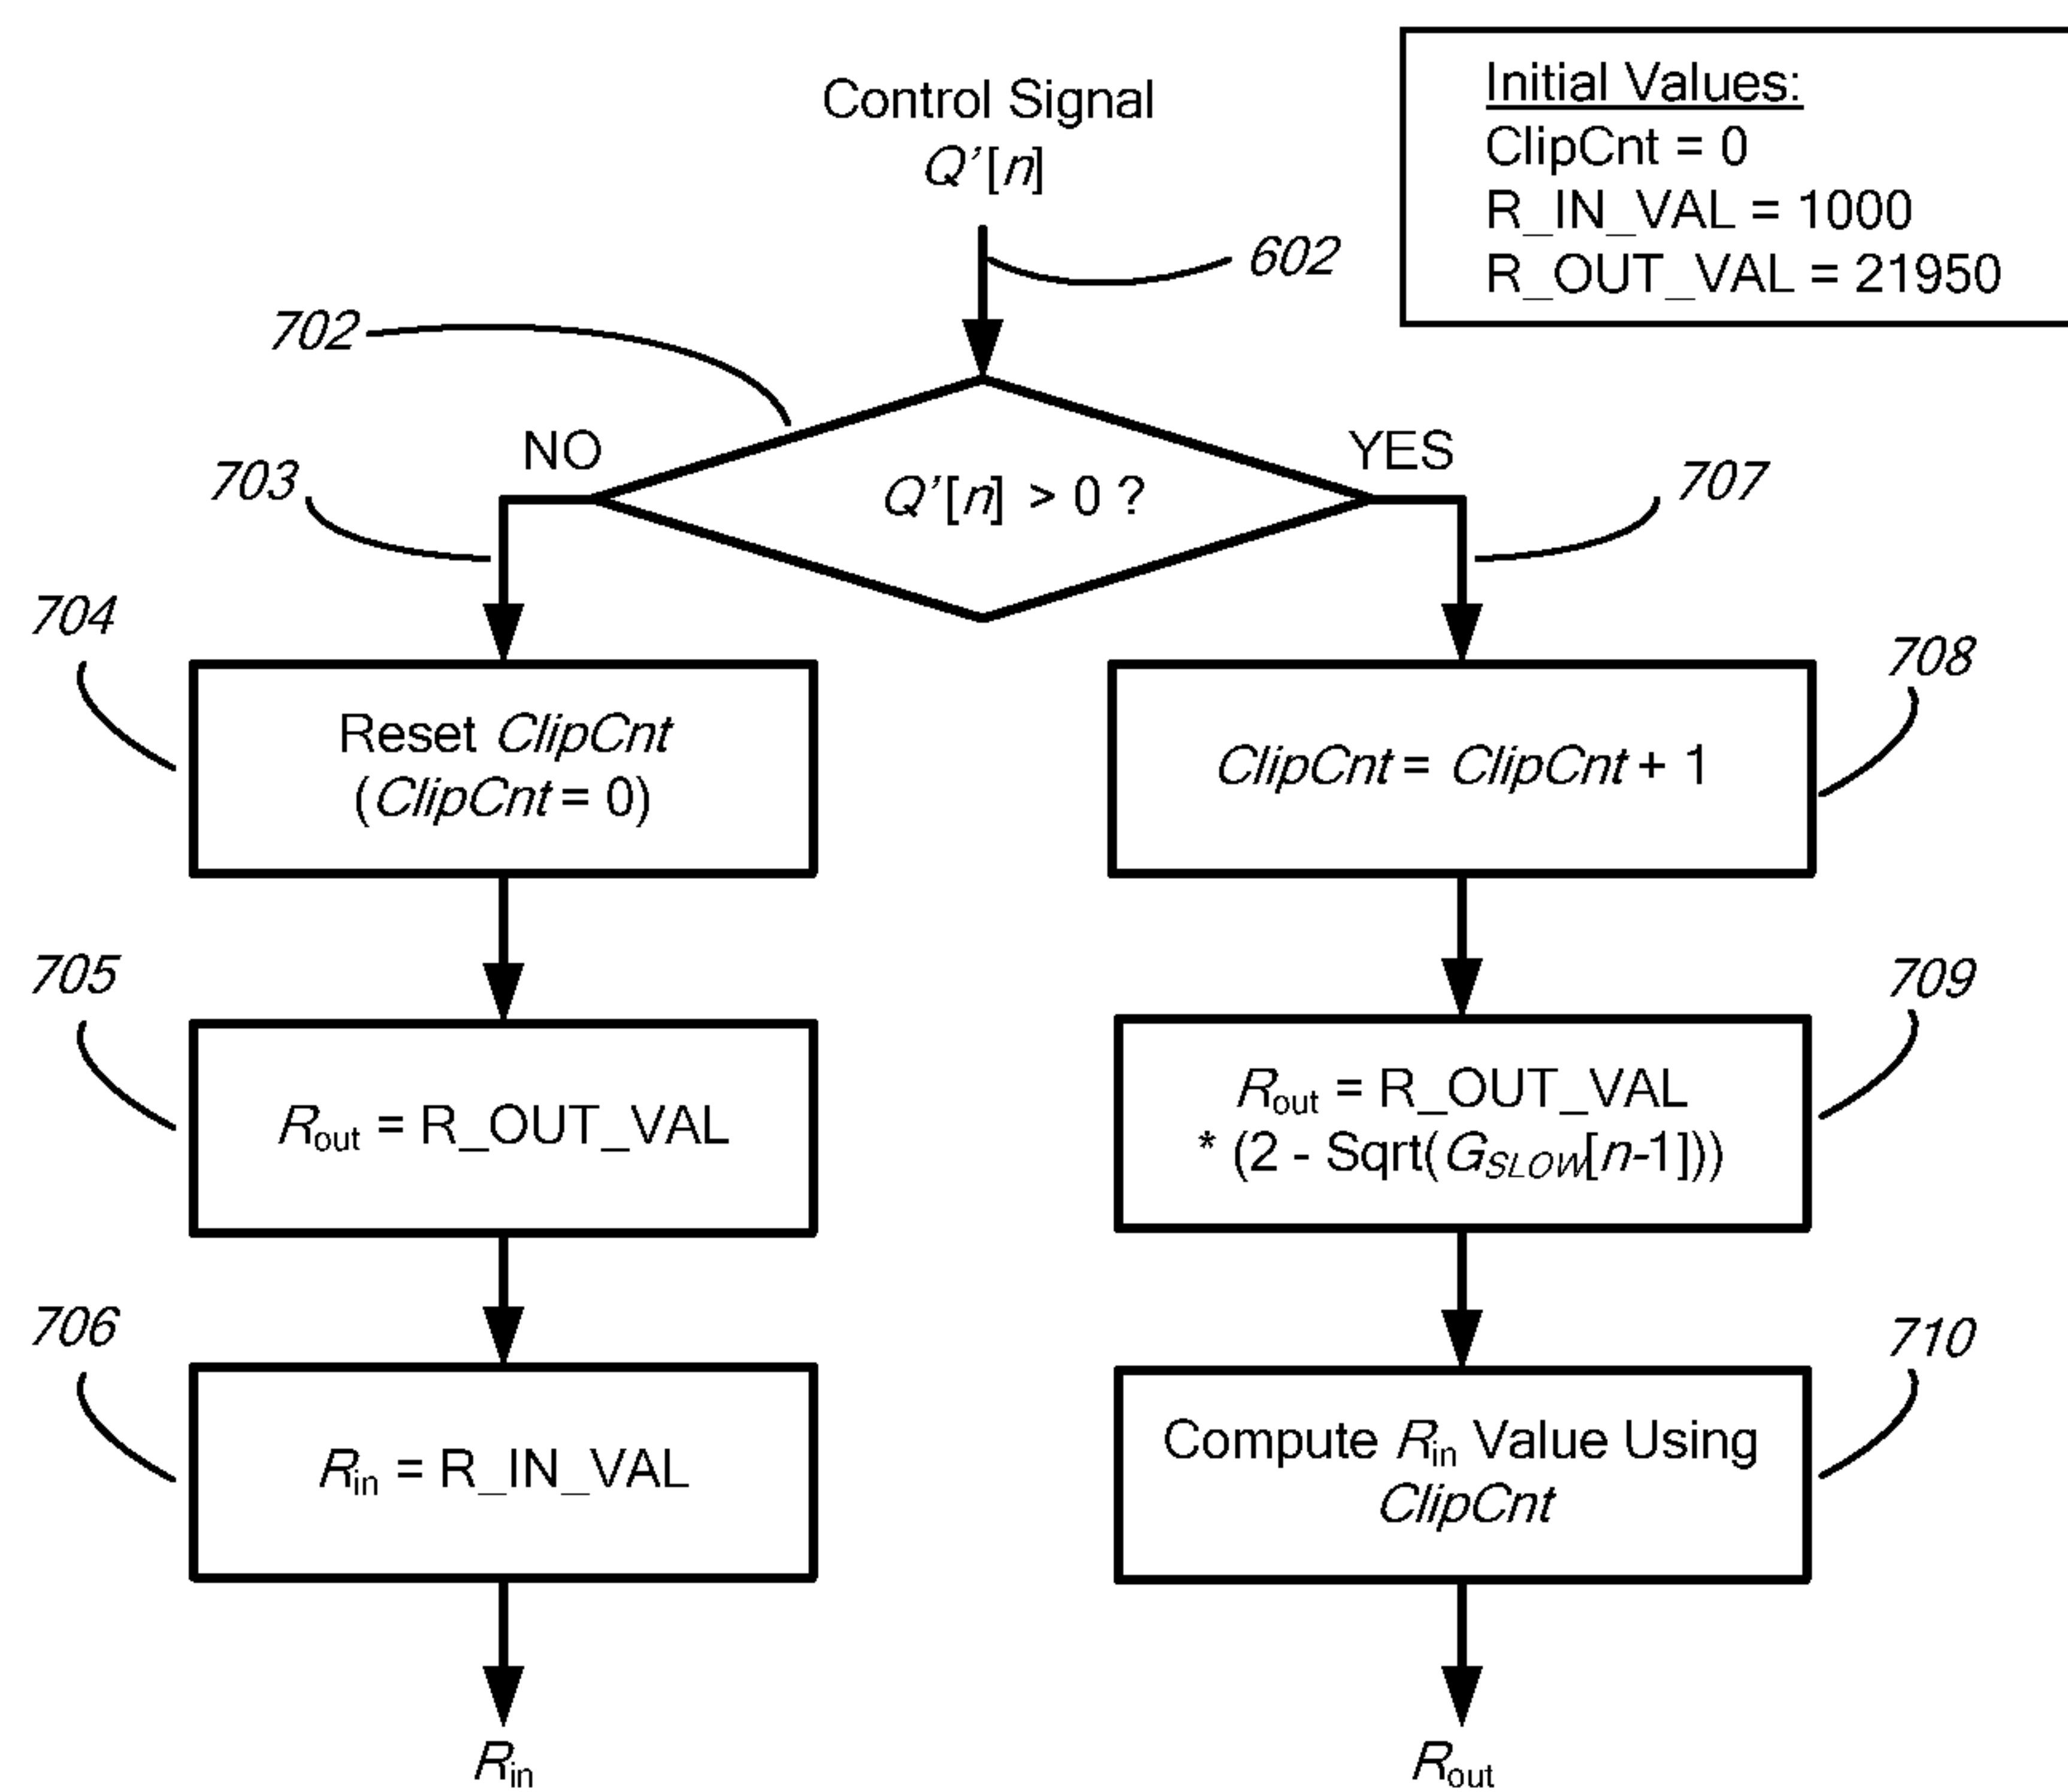 Control Signal
Q'[n]
Initial Values:
ClipCnt = 0
R_IN_VAL = 1000
R_OUT_VAL = 21950
602
702
NO
YES
703
Q'[n] > 0 ?
707
704
708
Reset ClipCnt
(ClipCnt = 0)
ClipCnt = ClipCnt + 1
705
709
Rout = R_OUT_VAL
Rout = R_OUT_VAL
* (2 - Sqrt(GSLOW[n-1]))
706
710
Rin = R_IN_VAL
Compute Rin Value Using
ClipCnt
Rin
Rout